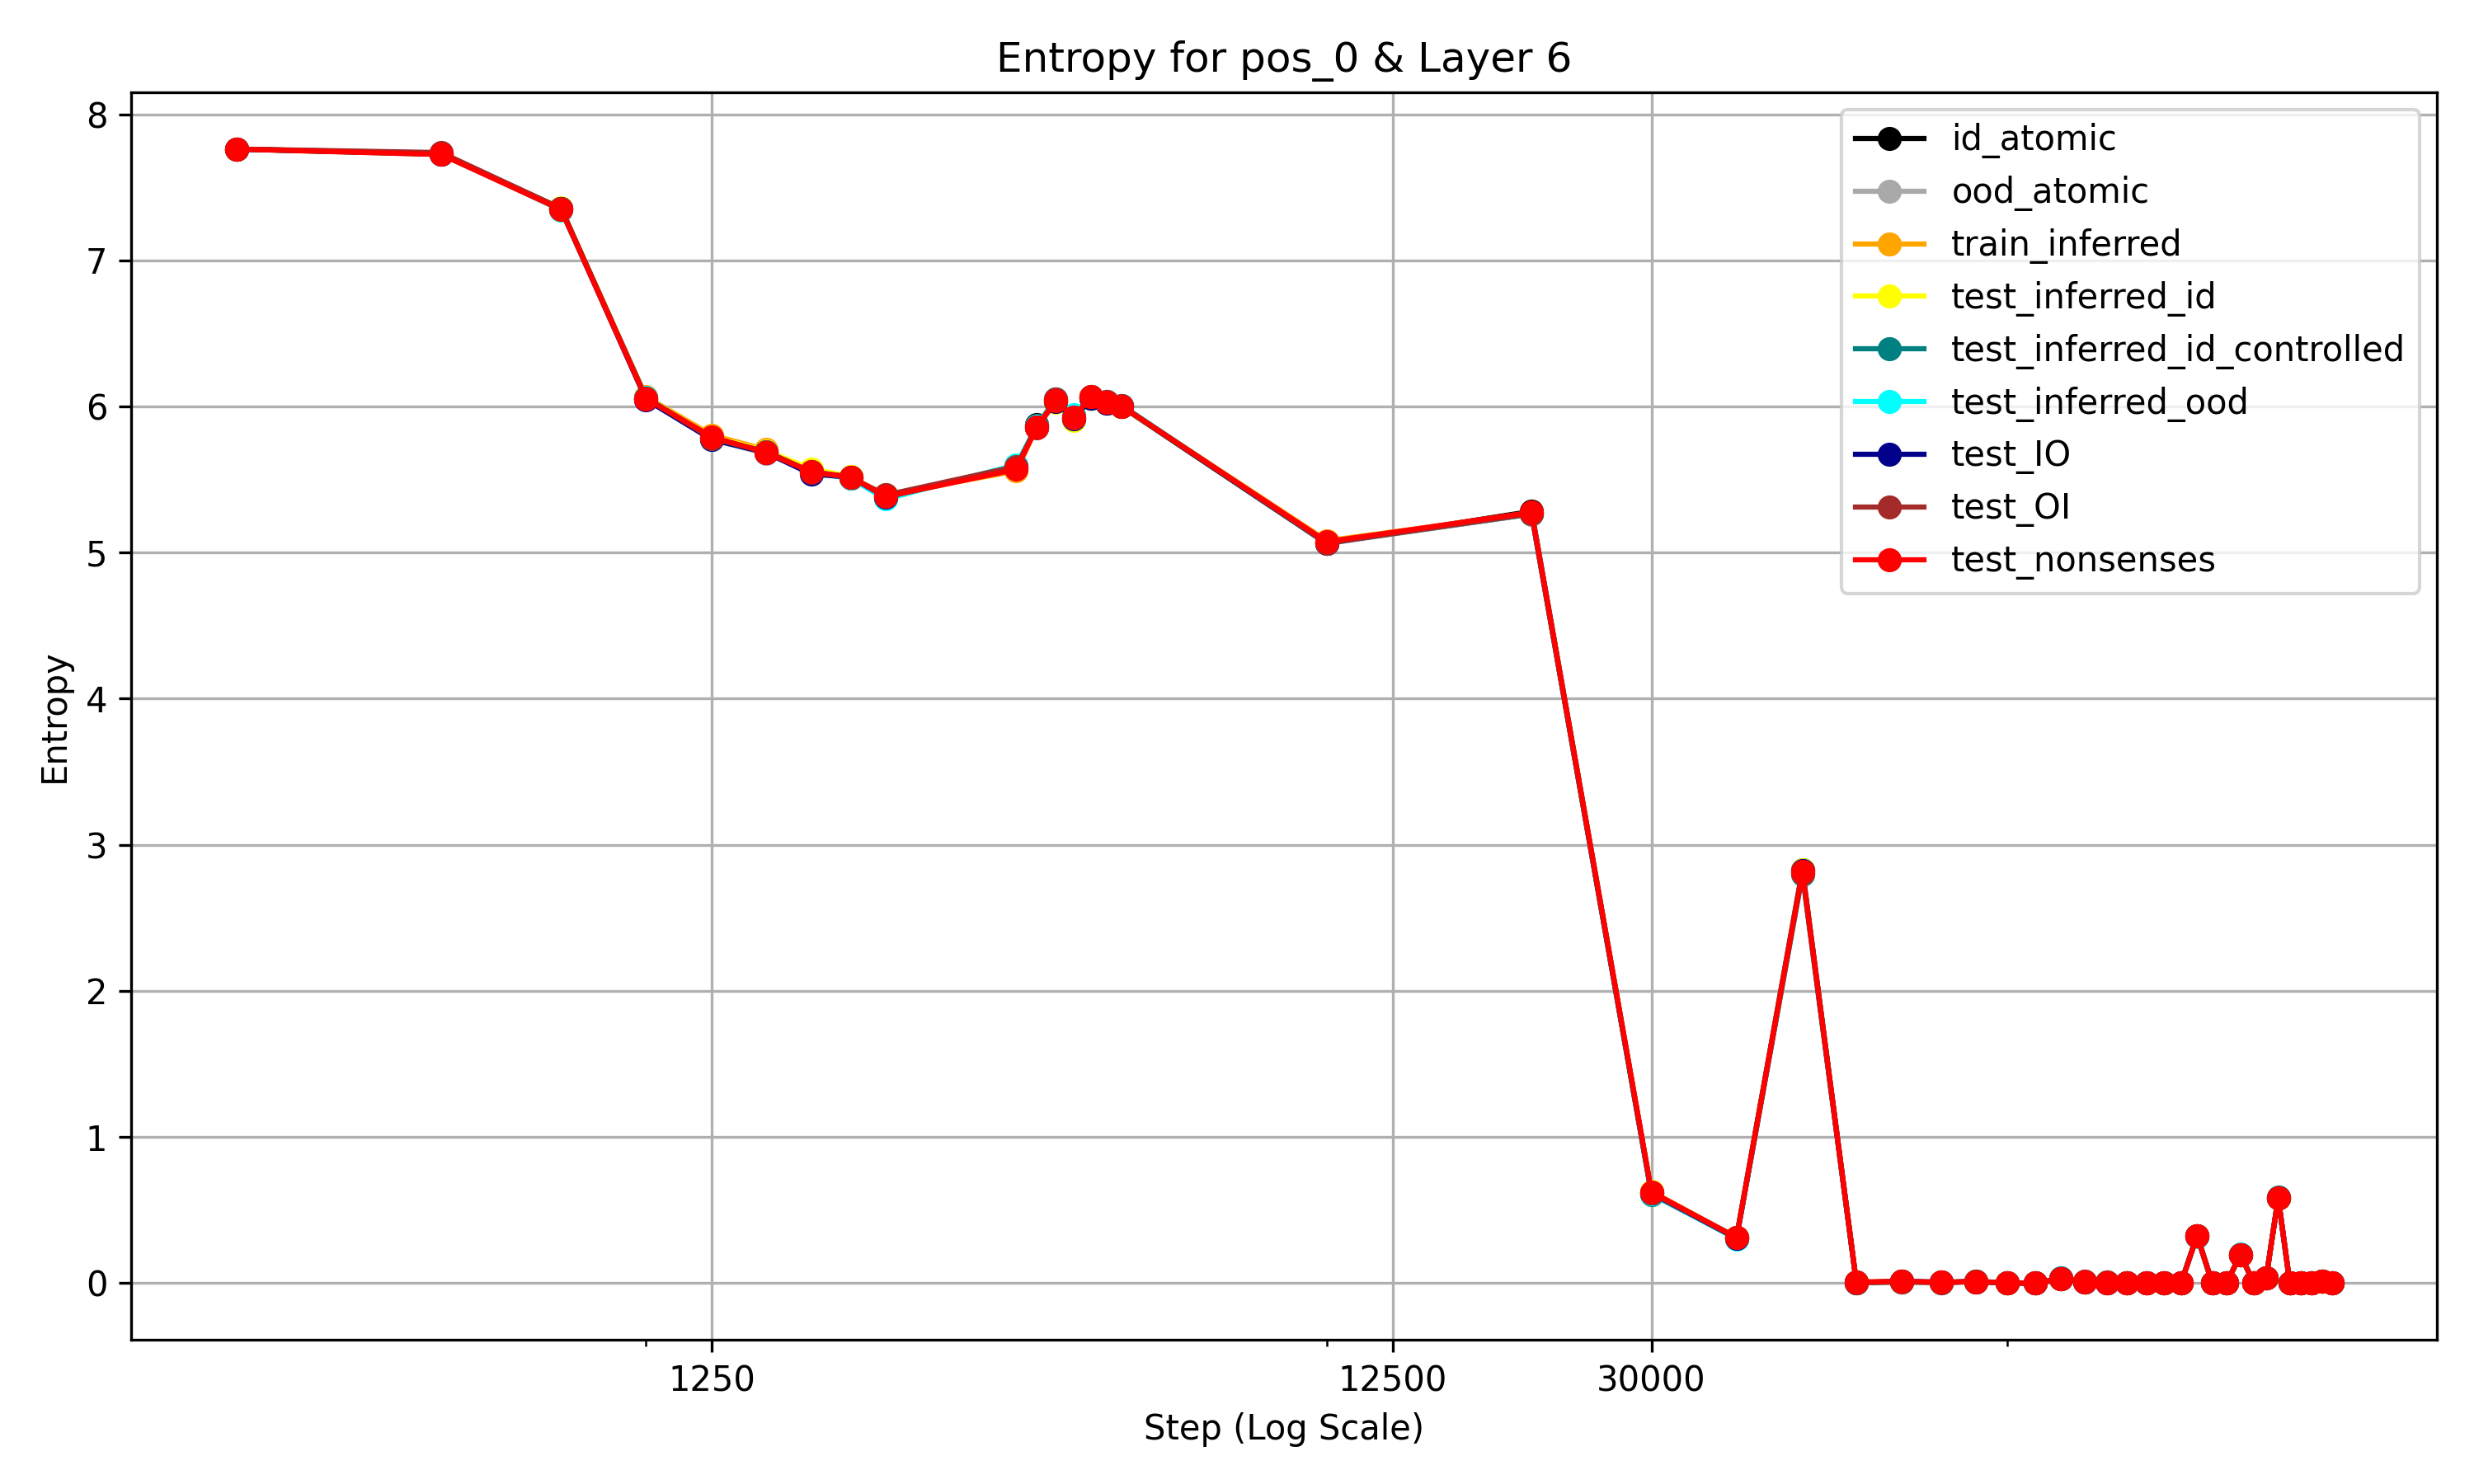 Entropy for pos_0 & Layer 6
8
7
6
5
4
3
2
1
0
Entropy
id_atomic
ood_atomic
train_inferred
test_inferred_id
test_inferred_id_controlled
test_inferred_ood
test_IO
test_OI
test_nonsenses
1250
12500
30000
Step (Log Scale)